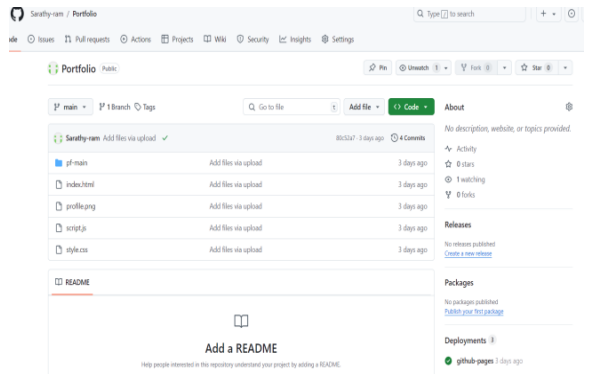 Sarathy-ram / Portfolio
Type / to search
Issues Pull requests Actions Projects Wiki Security Insights Settings
Portfolio Public
Pin Unwatch 1 Fork 0 Star 0
main 1 Branch Tags
Go to file t
Add file Code
Sarathy-ram Add files via upload 3 days ago 4 Commits
pf-main Add files via upload 3 days ago
index.html Add files via upload 3 days ago
profile.png Add files via upload 3 days ago
script.js Add files via upload 3 days ago
style.css Add files via upload 3 days ago
README
Add a README
Help people interested in this repository understand your project by adding a README.
About
No description, website, or topics provided.
Activity
0 stars
1 watching
0 forks
Releases
No releases published
Create a new release
Packages
No packages published
Publish your first package
Deployments 3
github-pages 3 days ago